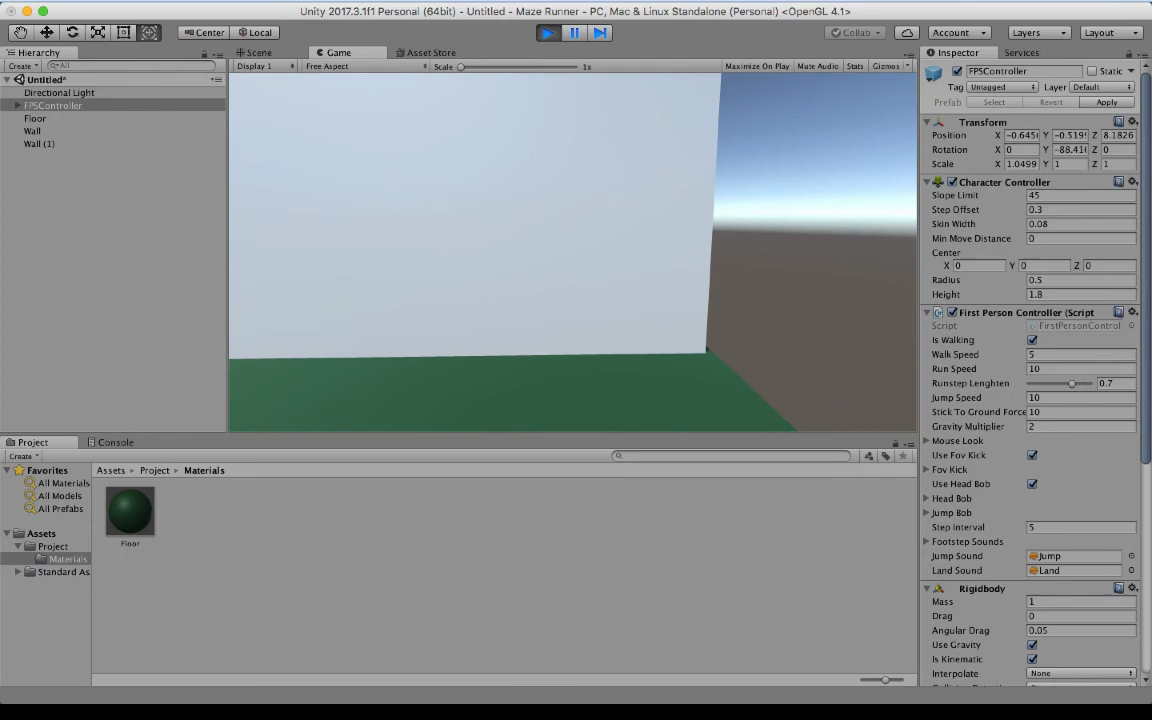 Unity 2017.3.1f1 Personal (64bit) - Untitled - Maze Runner - PC, Mac & Linux Standalone (Personal) <OpenGL 4.1>
Center Local Collab Account Layers Layout
Hierarchy
Create All
Untitled*
Directional Light
FPSController
Floor
Wall
Wall (1)
Scene Game Asset Store
Display 1 Free Aspect Scale 1x Maximize On Play Mute Audio Stats Gizmos
Inspector Services
FPSController Static
Tag Untagged Layer Default
Prefab Select Revert Apply
Transform
Position X -0.645 Y -0.519 Z 8.1826
Rotation X 0 Y -88.41 Z 0
Scale X 1.0499 Y 1 Z 1
Character Controller
Slope Limit 45
Step Offset 0.3
Skin Width 0.08
Min Move Distance 0
Center
X 0 Y 0 Z 0
Radius 0.5
Height 1.8
First Person Controller (Script
Script FirstPersonControl
Is Walking
Walk Speed 5
Run Speed 10
Runstep Lenghten 0.7
Jump Speed 10
Stick To Ground Force 10
Gravity Multiplier 2
Mouse Look
Use Fov Kick
Fov Kick
Use Head Bob
Head Bob
Jump Bob
Step Interval 5
Footstep Sounds
Jump Sound Jump
Land Sound Land
Rigidbody
Mass 1
Drag 0
Angular Drag 0.05
Use Gravity
Is Kinematic
Interpolate None
Project Console
Create
Favorites
All Materials
All Models
All Prefabs
Assets
Project
Materials
Standard As
Assets Project Materials
Floor